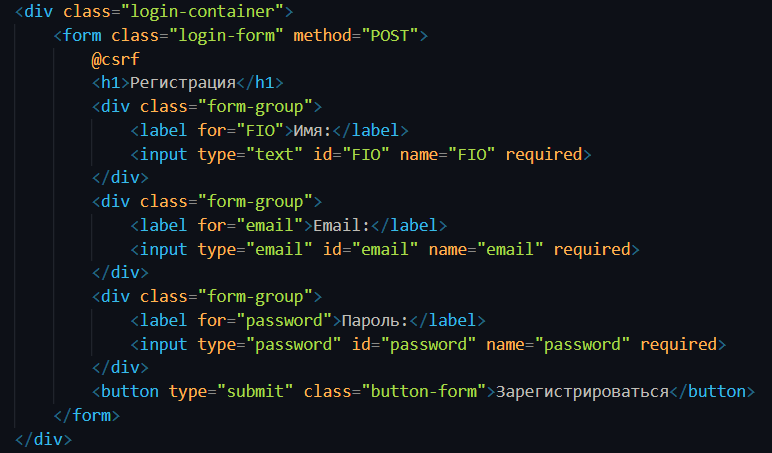 <div class="login-container">
<form class="login-form" method="POST">
@csrf
<h1>Регистрация</h1>
<div class="form-group">
<label for="FIO">Имя:</label>
<input type="text" id="FIO" name="FIO" required>
</div>
<div class="form-group">
<label for="email">Email:</label>
<input type="email" id="email" name="email" required>
</div>
<div class="form-group">
<label for="password">Пароль:</label>
<input type="password" id="password" name="password" required>
</div>
<button type="submit" class="button-form">Зарегистрироваться</button>
</form>
</div>